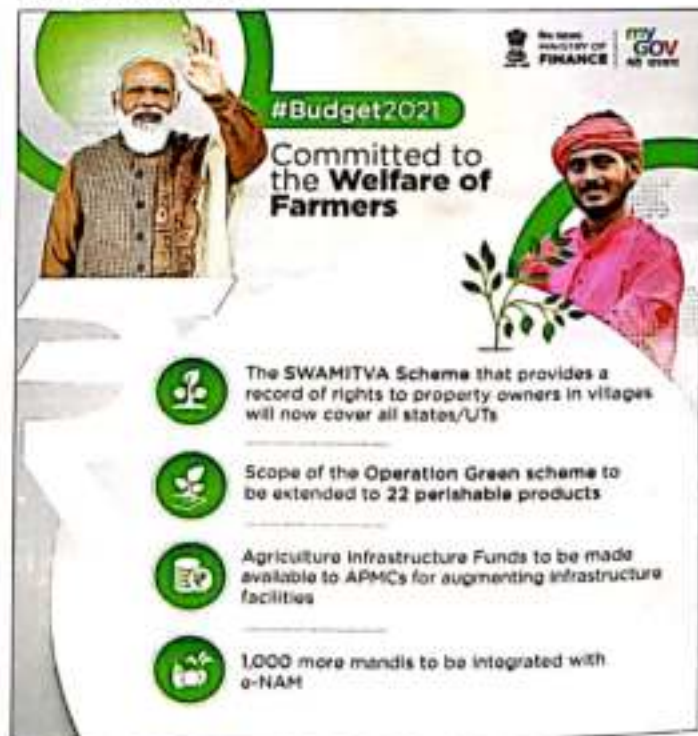 MINISTRY OF
FINANCE
my
GOV
मेरी सरकार
#Budget2021
Committed to
the Welfare of
Farmers
The SWAMITVA Scheme that provides a
record of rights to property owners in villages
will now cover all states/UTs
Scope of the Operation Green scheme to
be extended to 22 perishable products
Agriculture Infrastructure Funds to be made
available to APMCs for augmenting infrastructure
facilities
1,000 more mandis to be integrated with
e-NAM